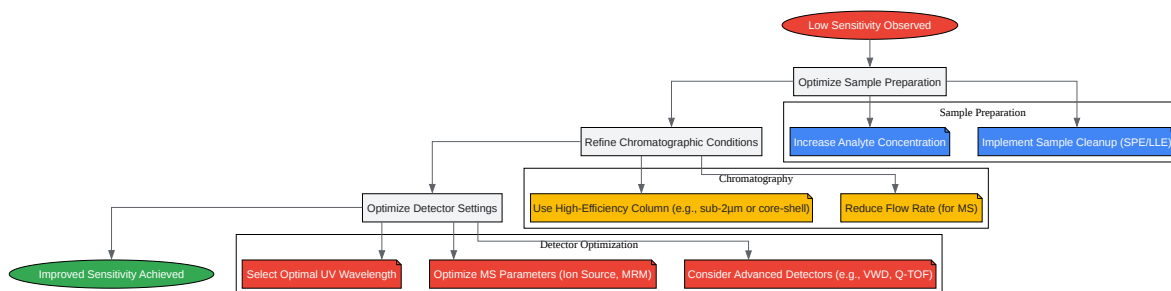 Low Sensitivity Observed
Optimize Sample Preparation
Sample Preparation
Increase Analyte Concentration
Implement Sample Cleanup (SPE/LLE)
Refine Chromatographic Conditions
Chromatography
Use High-Efficiency Column (e.g., sub-2µm or core-shell)
Reduce Flow Rate (for MS)
Optimize Detector Settings
Detector Optimization
Improved Sensitivity Achieved
Select Optimal UV Wavelength
Optimize MS Parameters (Ion Source, MRM)
Consider Advanced Detectors (e.g., VWD, Q-TOF)